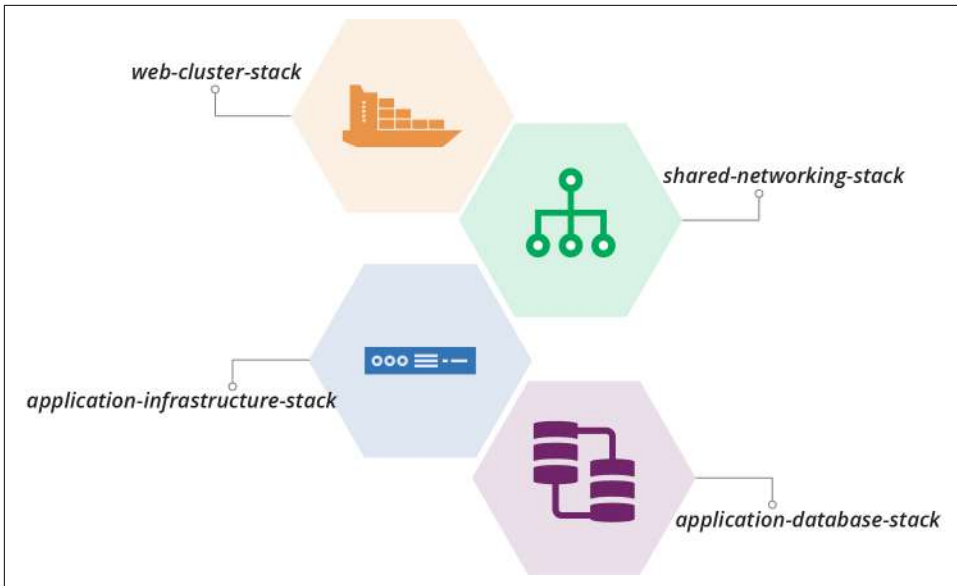 web-cluster-stack
shared-networking-stack
application-infrastructure-stack
application-database-stack